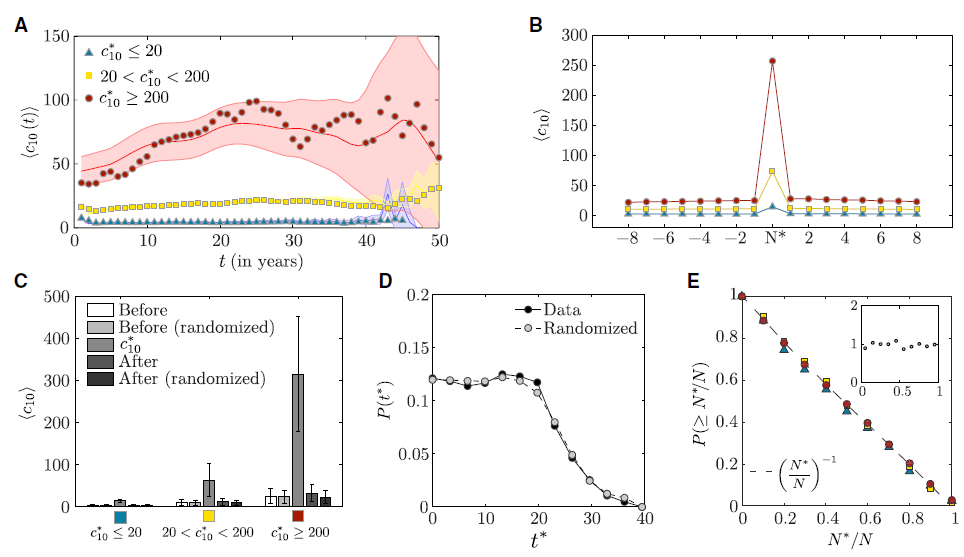 A
150
100
50
0
⟨c₁₀ (t)⟩
c*₁₀ ≤ 20
20 < c*₁₀ < 200
c*₁₀ ≥ 200
10 20 30 40 50
t (in years)
B
300
250
200
150
100
50
0
⟨c₁₀⟩
−8 −6 −4 −2 N* 2 4 6 8
C
500
400
300
200
100
0
⟨c₁₀⟩
Before
Before (randomized)
c*₁₀
After
After (randomized)
c*₁₀ ≤ 20 20 < c*₁₀ < 200 c*₁₀ ≥ 200
D
0.2
0.15
0.1
0.05
0
P(t*)
Data
Randomized
0 10 20 30 40
t*
E
1
0.8
0.6
0.4
0.2
0
P(≥ N*/N)
2
1
0
0 0.5 1
−− (N*/N)⁻¹
0 0.2 0.4 0.6 0.8 1
N*/N